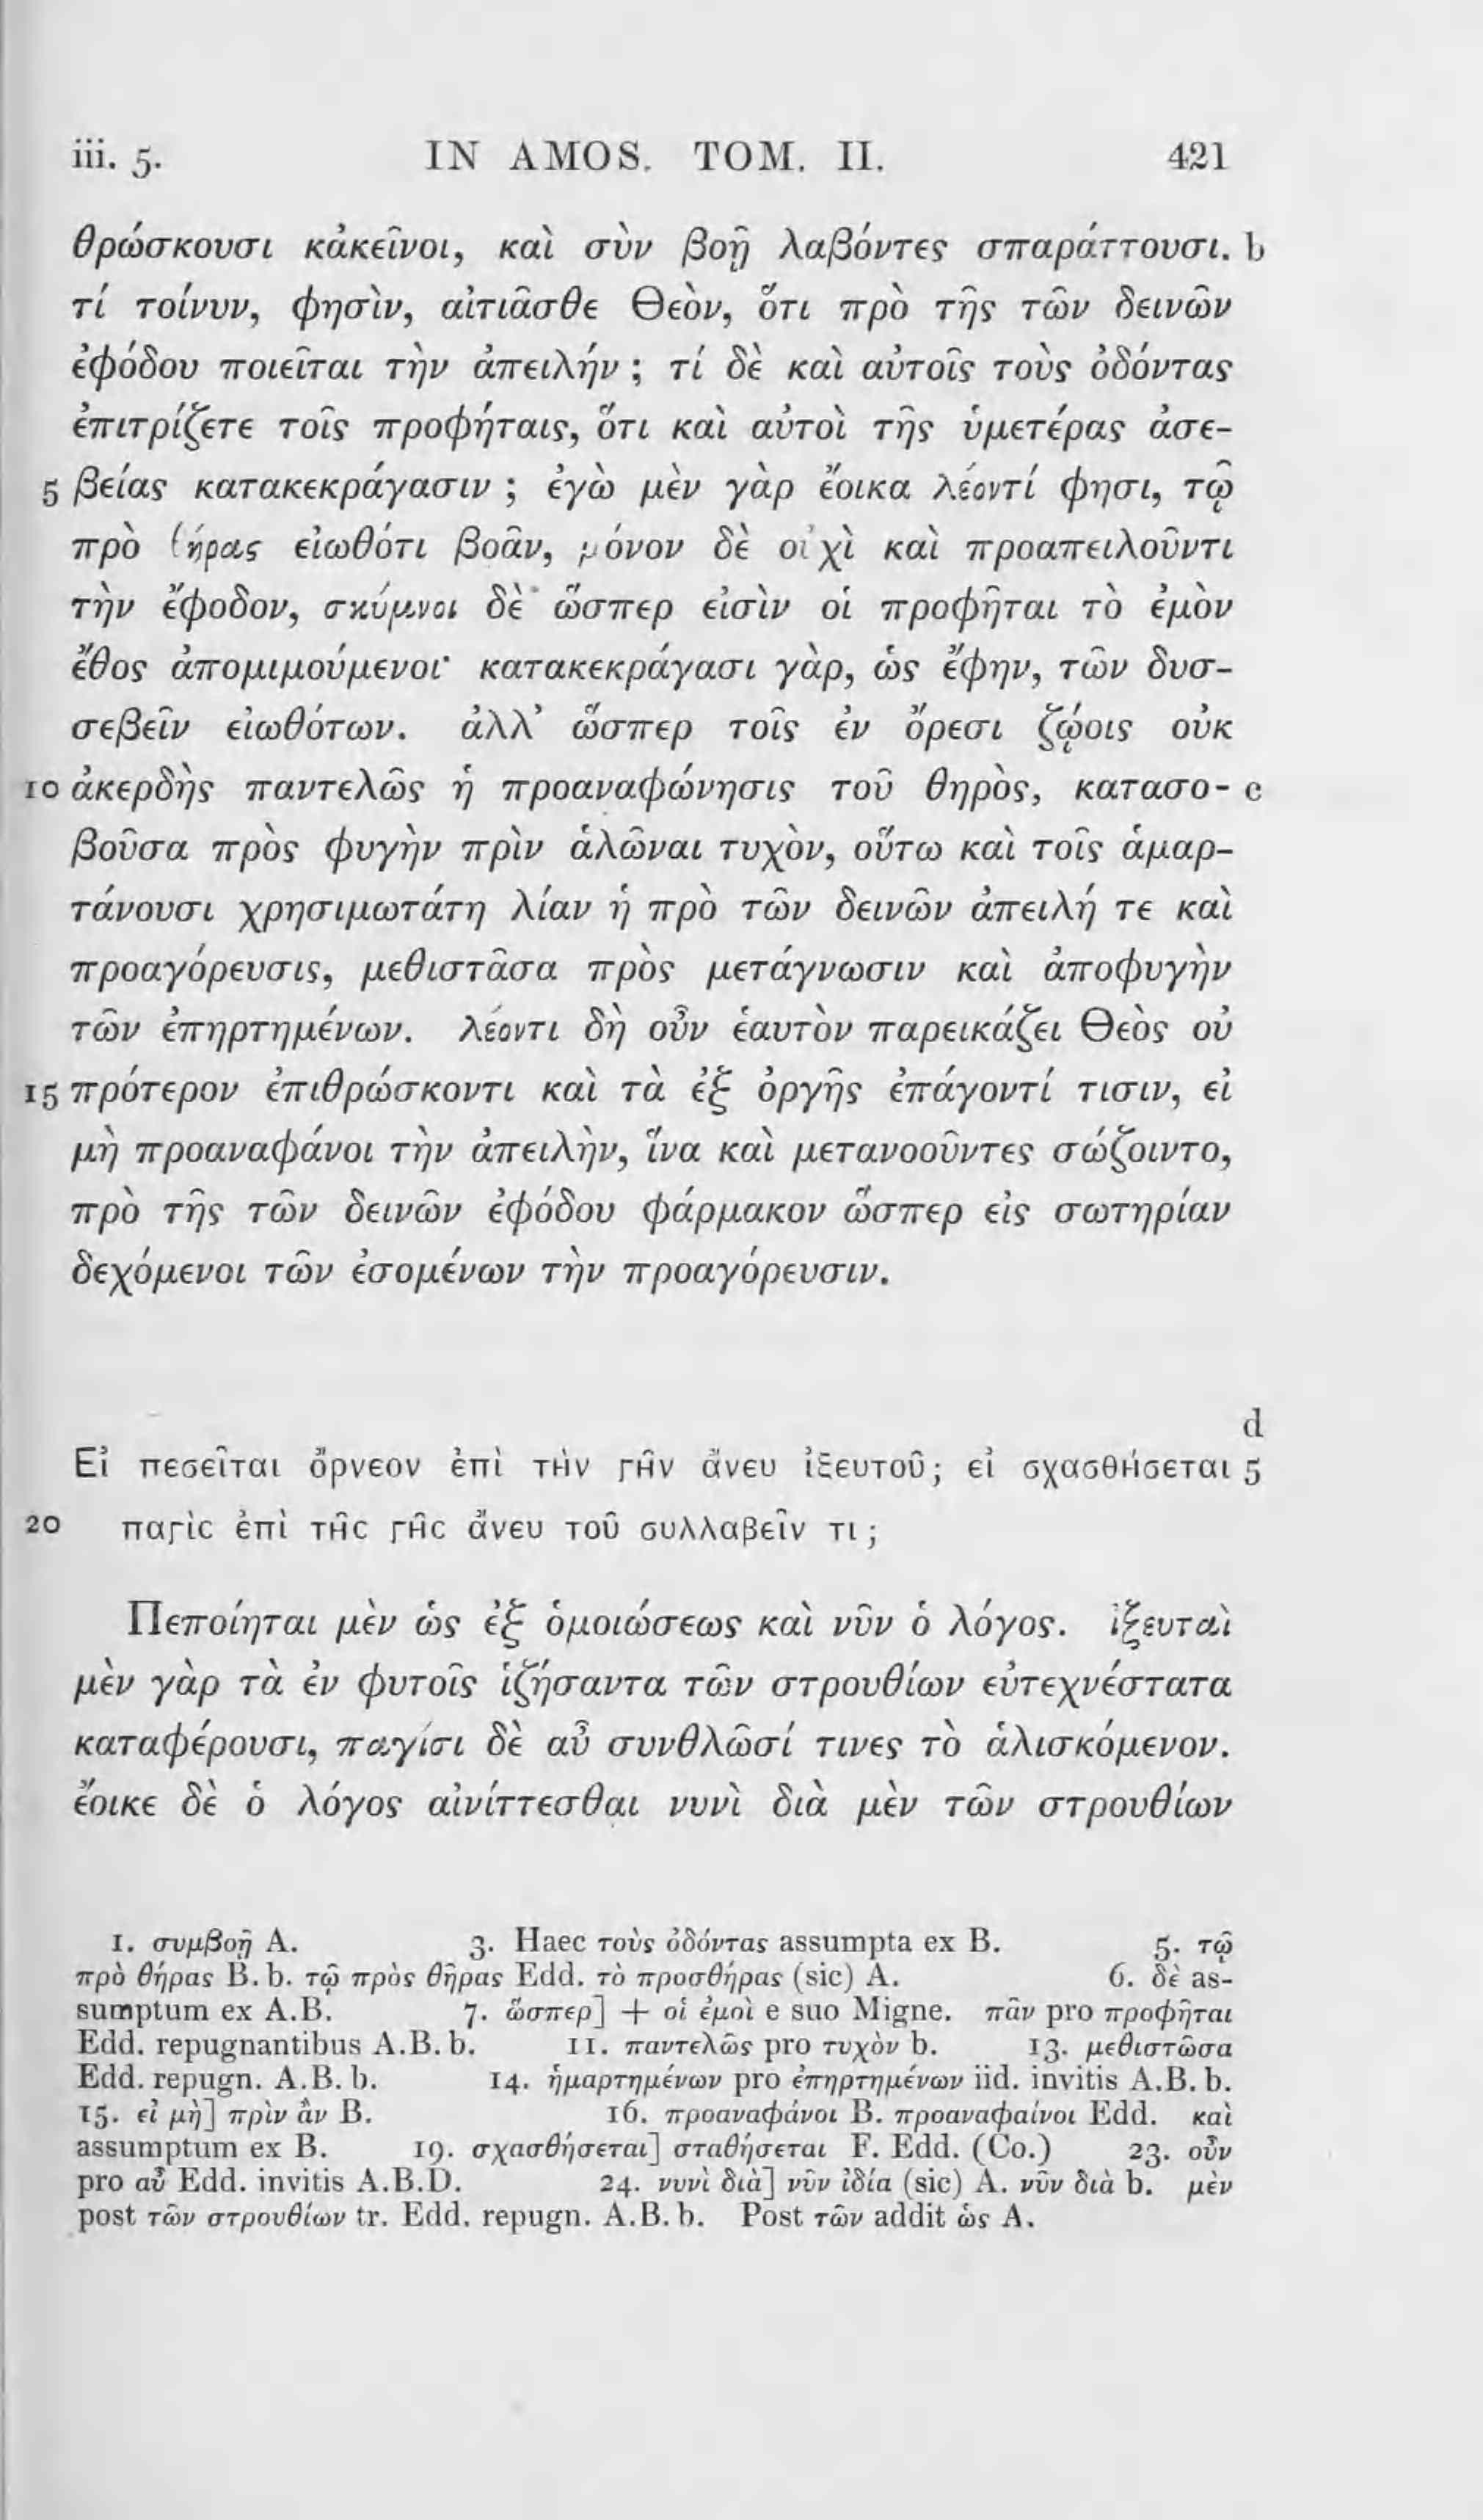 iii. 5. IN AMOS. TOM. II. 421
θρώσκουσι κἀκεῖνοι, καὶ σὺν βοῇ λαβόντες σπαράττουσι. b
τί τοίνυν, φησὶν, αἰτιᾶσθε Θεὸν, ὅτι πρὸ τῆς τῶν δεινῶν
ἐφόδου ποιεῖται τὴν ἀπειλήν ; τί δὲ καὶ αὐτοῖς τοὺς ὀδόντας
ἐπιτρίζετε τοῖς προφήταις, ὅτι καὶ αὐτοὶ τῆς ὑμετέρας ἀσε-
5 βείας κατακεκράγασιν ; ἐγὼ μὲν γὰρ ἔοικα λέοντί φησι, τῷ
πρὸ θήρας εἰωθότι βοᾶν, μόνον δὲ οὐχὶ καὶ προαπειλοῦντι
τὴν ἔφοδον, σκύμνοι δὲ ὥσπερ εἰσὶν οἱ προφῆται τὸ ἐμὸν
ἔθος ἀπομιμούμενοι· κατακεκράγασι γὰρ, ὡς ἔφην, τῶν δυσ-
σεβεῖν εἰωθότων. ἀλλ’ ὥσπερ τοῖς ἐν ὄρεσι ζῴοις οὐκ
10 ἀκερδὴς παντελῶς ἡ προαναφώνησις τοῦ θηρὸς, κατασο- c
βοῦσα πρὸς φυγὴν πρὶν ἁλῶναι τυχὸν, οὕτω καὶ τοῖς ἁμαρ-
τάνουσι χρησιμωτάτη λίαν ἡ πρὸ τῶν δεινῶν ἀπειλή τε καὶ
προαγόρευσις, μεθιστᾶσα πρὸς μετάγνωσιν καὶ ἀποφυγὴν
τῶν ἐπηρτημένων. λέοντι δὴ οὖν ἑαυτὸν παρεικάζει Θεὸς οὐ
15 πρότερον ἐπιθρώσκοντι καὶ τὰ ἐξ ὀργῆς ἐπάγοντί τισιν, εἰ
μὴ προαναφάνοι τὴν ἀπειλὴν, ἵνα καὶ μετανοοῦντες σώζοιντο,
πρὸ τῆς τῶν δεινῶν ἐφόδου φάρμακον ὥσπερ εἰς σωτηρίαν
δεχόμενοι τῶν ἐσομένων τὴν προαγόρευσιν.
d
Εἰ πεσεῖται ὄρνεον ἐπὶ τὴν γῆν ἄνευ ἰξευτοῦ; εἰ σχασθήσεται 5
20 παγὶς ἐπὶ τῆς γῆς ἄνευ τοῦ συλλαβεῖν τι ;
Πεποίηται μὲν ὡς ἐξ ὁμοιώσεως καὶ νῦν ὁ λόγος. ἰξευταὶ
μὲν γὰρ τὰ ἐν φυτοῖς ἱζήσαντα τῶν στρουθίων εὐτεχνέστατα
καταφέρουσι, παγίσι δὲ αὖ συνθλῶσί τινες τὸ ἁλισκόμενον.
ἔοικε δὲ ὁ λόγος αἰνίττεσθαι νυνὶ διὰ μὲν τῶν στρουθίων
1. συμβοῇ A. 3. Haec τοὺς ὀδόντας assumpta ex B. 5. τῷ
πρὸ θήρας B. b. τῷ πρὸς θῆρας Edd. τὸ προσθήρας (sic) A. 6. δὲ as-
sumptum ex A.B. 7. ὥσπερ] + οἱ ἐμοὶ e suo Migne. πᾶν pro προφῆται
Edd. repugnantibus A.B. b. 11. παντελῶς pro τυχὸν b. 13. μεθιστῶσα
Edd. repugn. A.B. b. 14. ἡμαρτημένων pro ἐπηρτημένων iid. invitis A.B. b.
15. εἰ μὴ] πρὶν ἂν B. 16. προαναφάνοι B. προαναφαίνοι Edd. καὶ
assumptum ex B. 19. σχασθήσεται] σταθήσεται F. Edd. (Co.) 23. οὖν
pro αὖ Edd. invitis A.B.D. 24. νυνὶ διὰ] νῦν ἰδία (sic) A. νῦν διὰ b. μὲν
post τῶν στρουθίων tr. Edd. repugn. A.B. b. Post τῶν addit ὡς A.